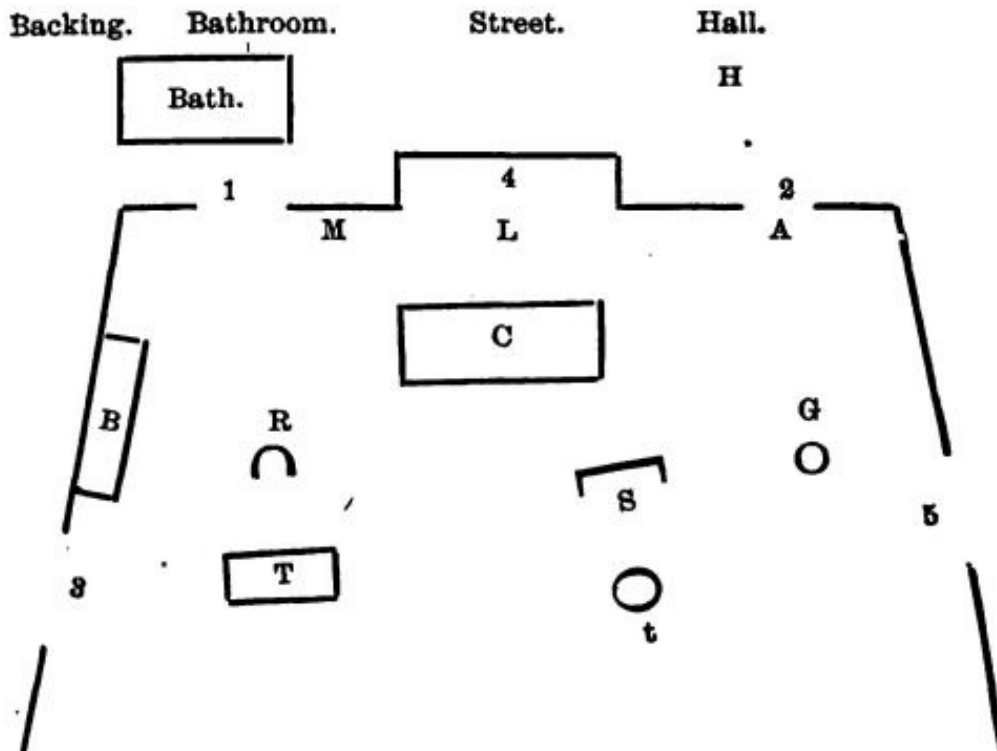 Backing. Bathroom. Street. Hall.
H
Bath.
1 4 2
M L A
C
B R G
S 5
3 T
t